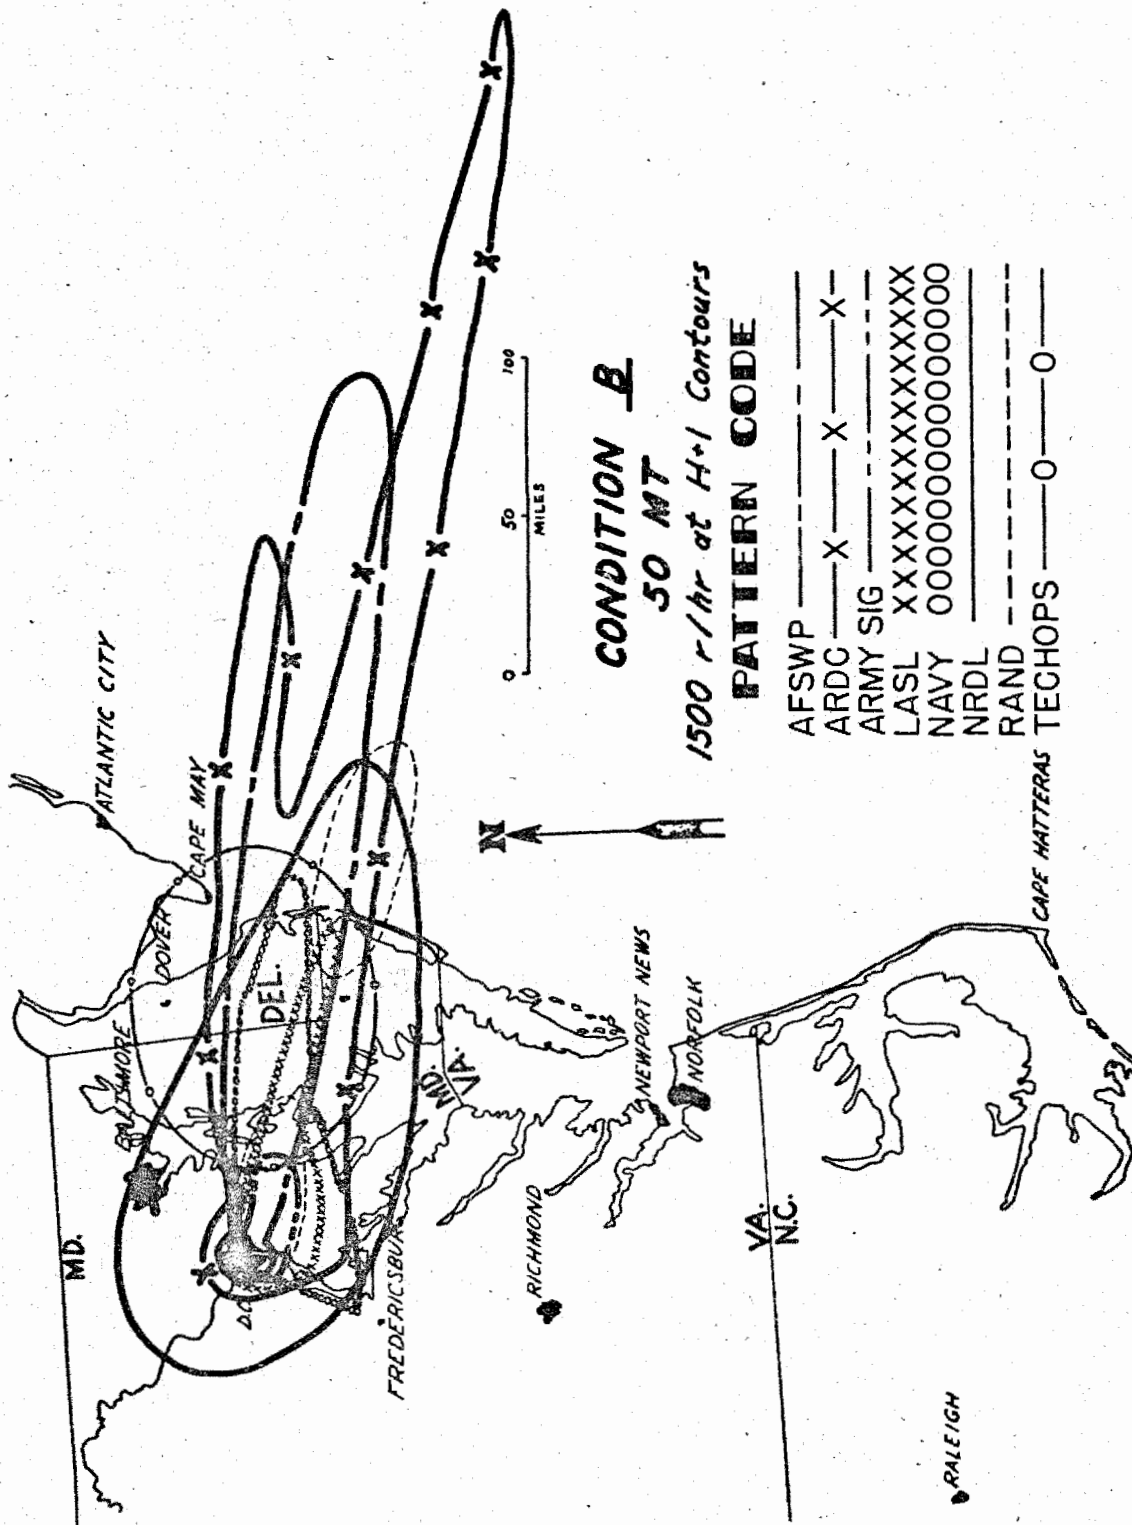 MD.
BALTIMORE
DOVER
CAPE MAY
ATLANTIC CITY
D.C.
DEL.
FREDERICSBURG
MD.
VA.
RICHMOND
NEWPORT NEWS
NORFOLK
VA.
N.C.
RALEIGH
CAPE HATTERAS
N
0 50 100
MILES
CONDITION B
50 MT
1500 r/hr at H+1 Contours
PATTERN CODE
AFSWP
ARDC X X X
ARMY SIG
LASL XXXXXXXXXXXXXXXXXX
NAVY OOOOOOOOOOOOOOOOOO
NRDL
RAND
TECHOPS O O